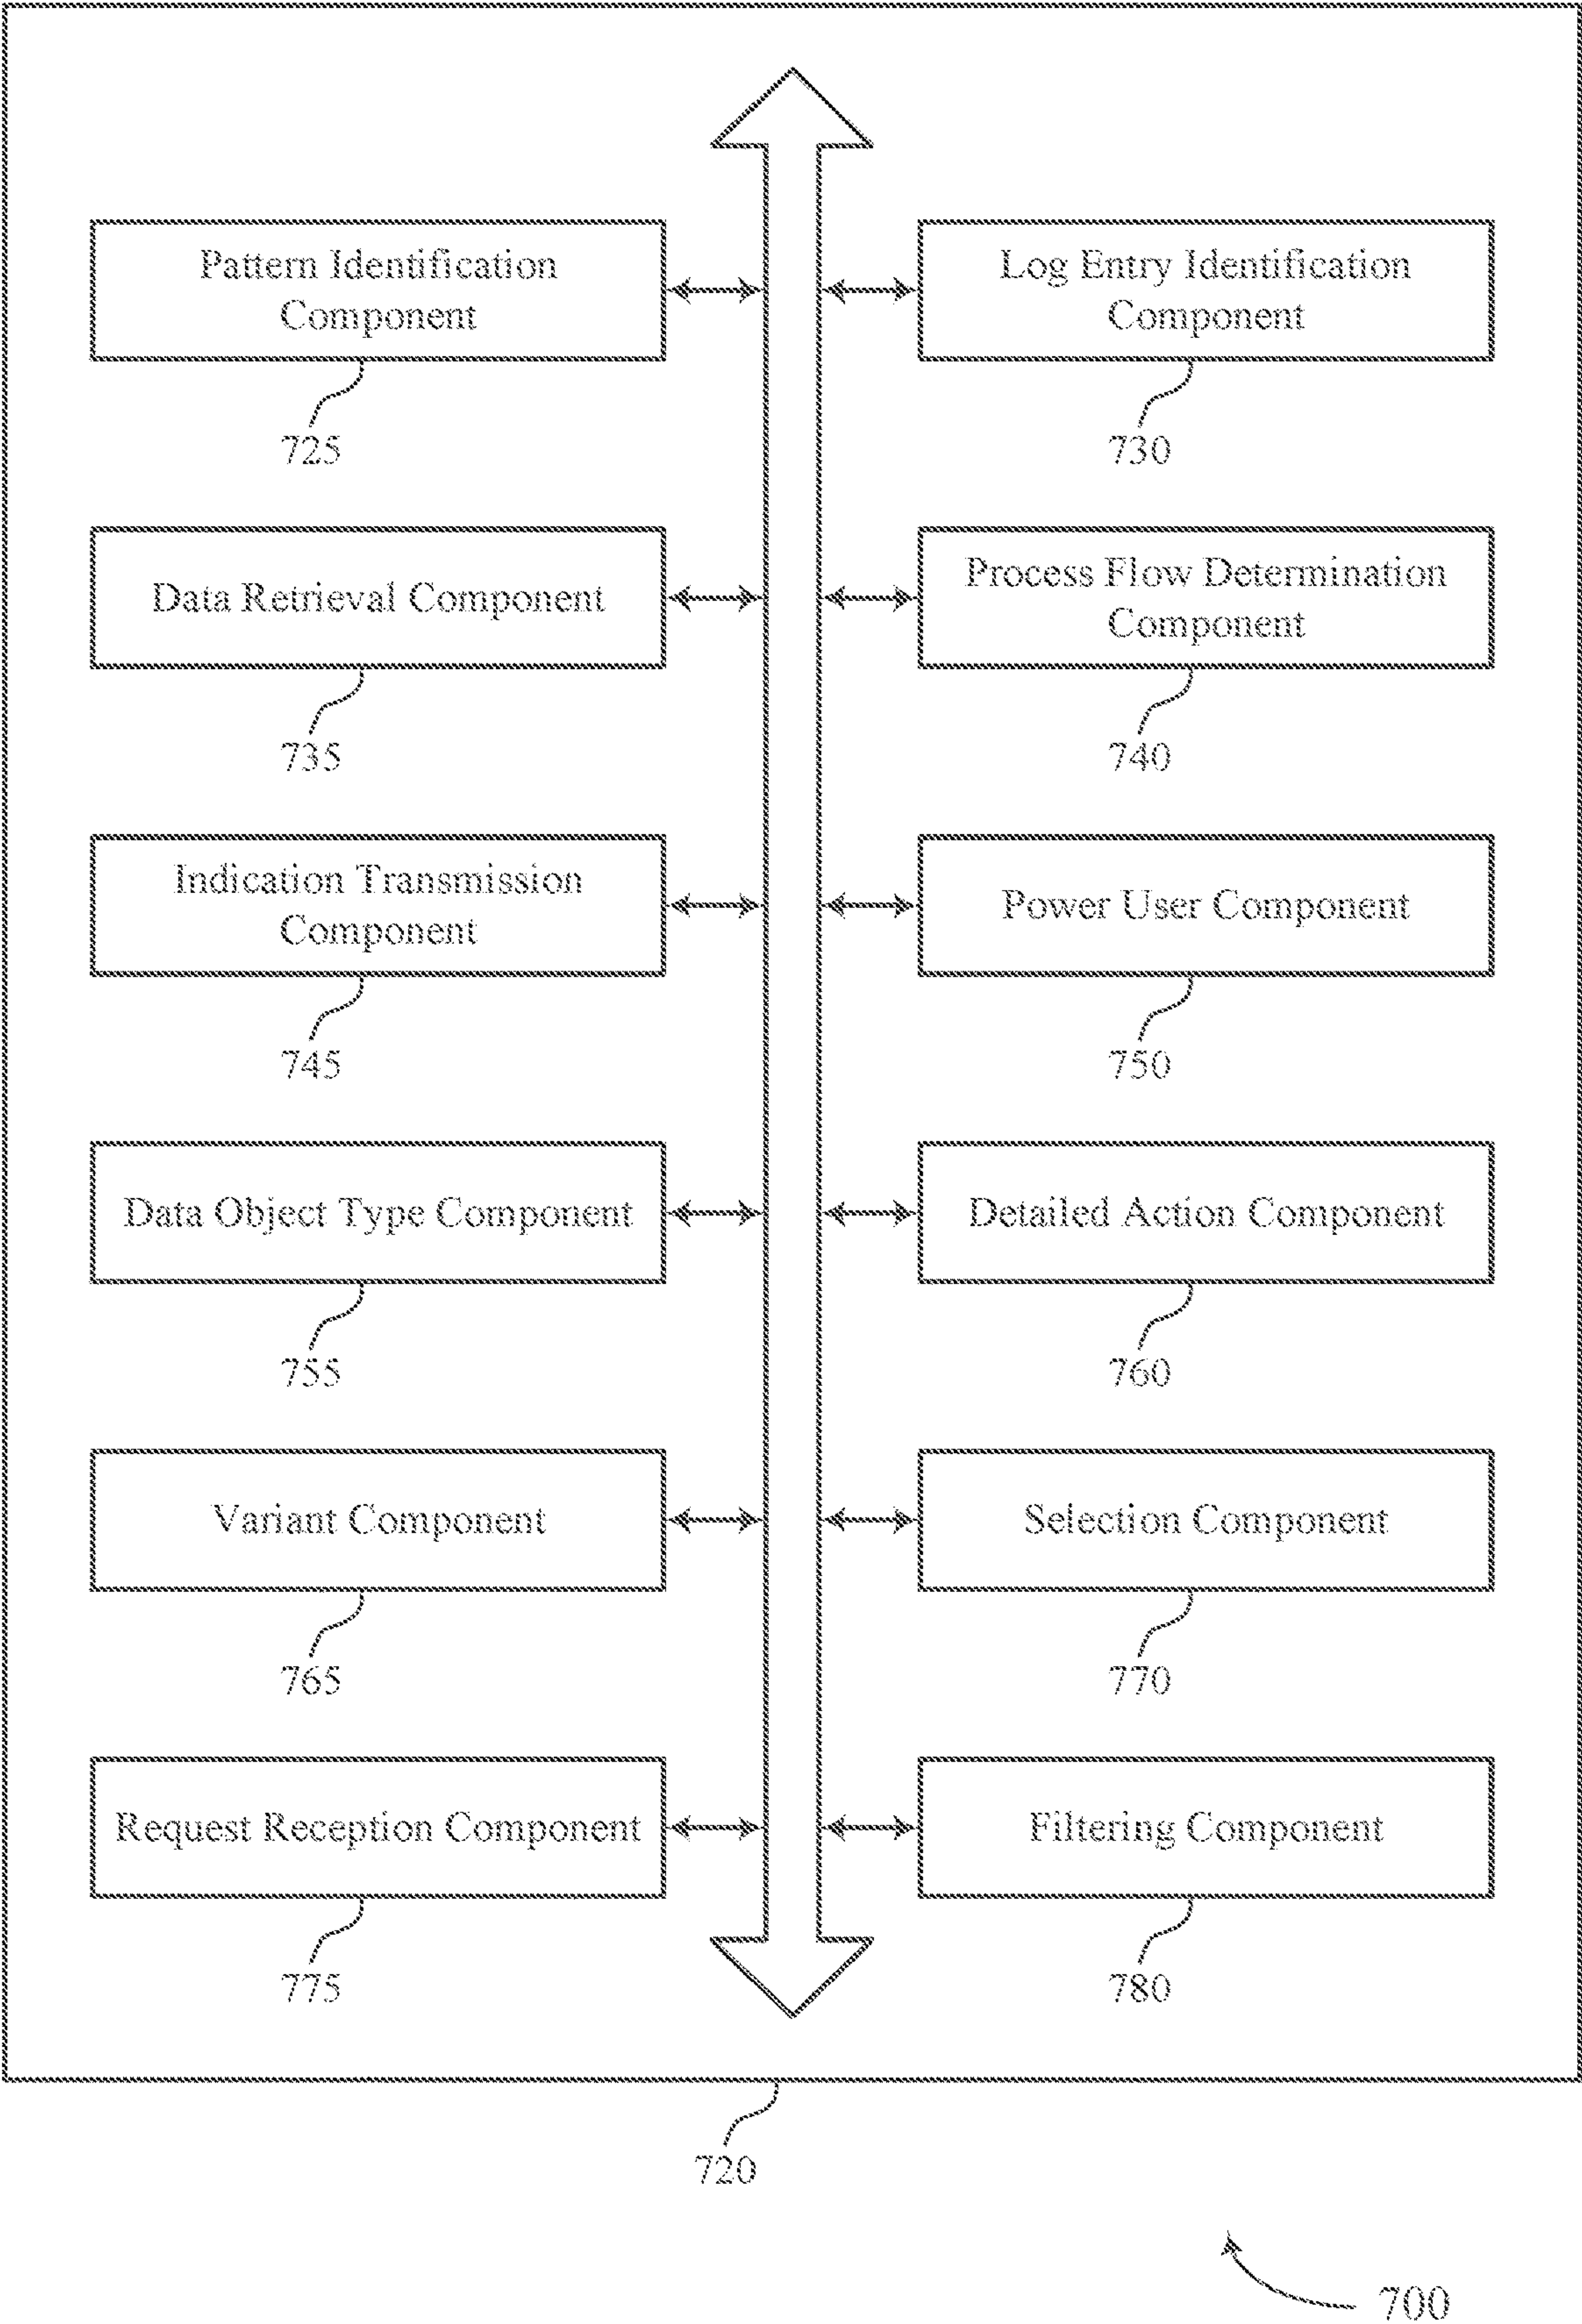 Pattern Identification
Component
725
Log Entry Identification
Component
730
Data Retrieval Component
735
Process Flow Determination
Component
740
Indication Transmission
Component
745
Power User Component
750
Data Object Type Component
755
Detailed Action Component
760
Variant Component
765
Selection Component
770
Request Reception Component
775
Filtering Component
780
720
700